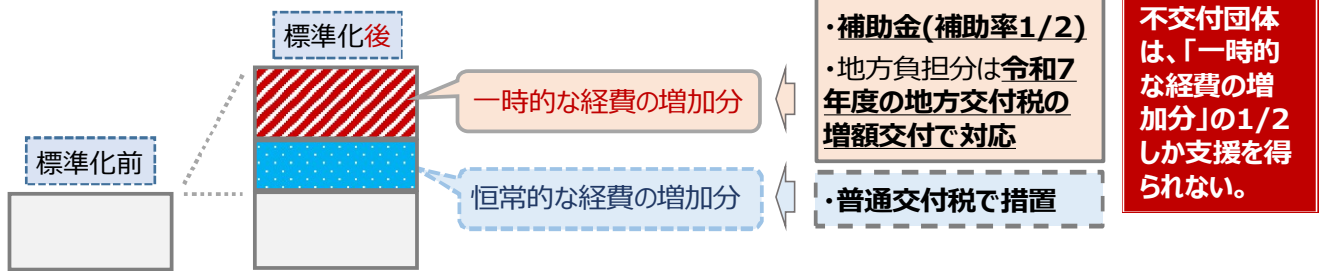 標準化前
標準化後
一時的な経費の増加分
恒常的な経費の増加分
・補助金(補助率1/2)
・地方負担分は令和7
年度の地方交付税の
増額交付で対応
・普通交付税で措置
不交付団体
は、「一時的
な経費の増
加分」の1/2
しか支援を得
られない。